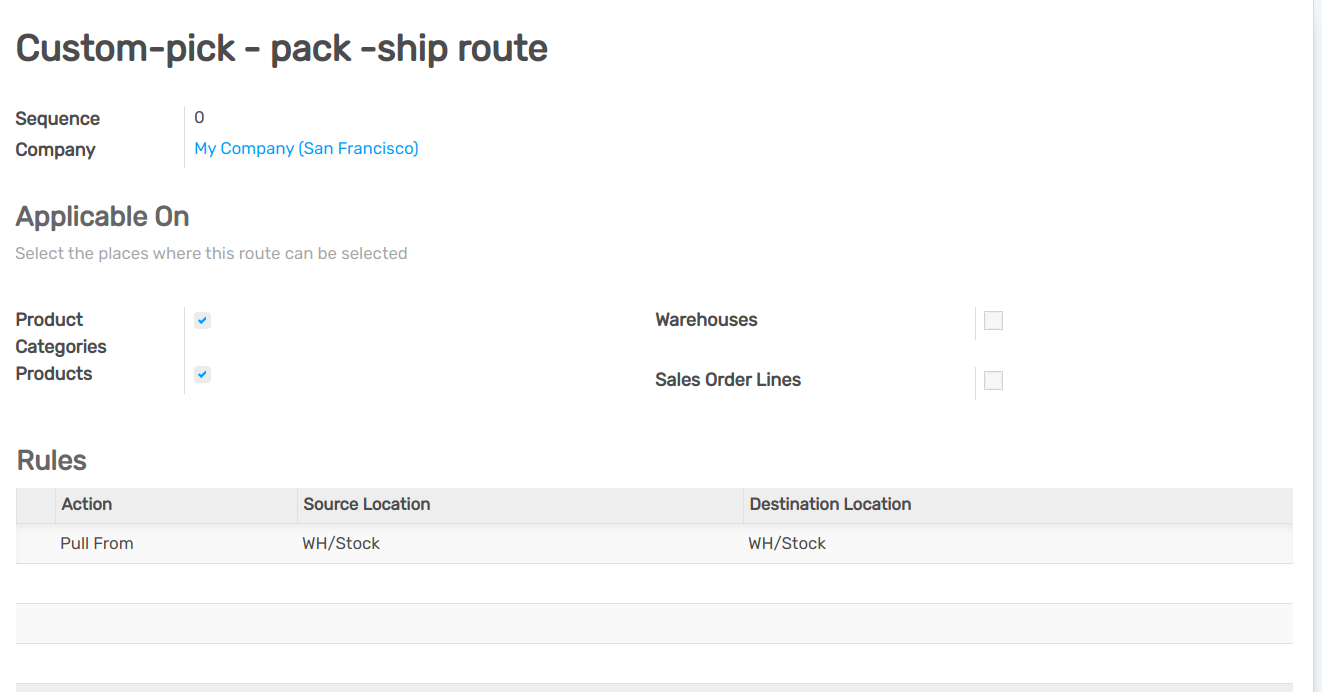 Custom-pick - pack -ship route
Sequence 0
Company My Company (San Francisco)
Applicable On
Select the places where this route can be selected
Product Categories
Warehouses
Products
Sales Order Lines
Rules
Action Source Location Destination Location
Pull From WH/Stock WH/Stock